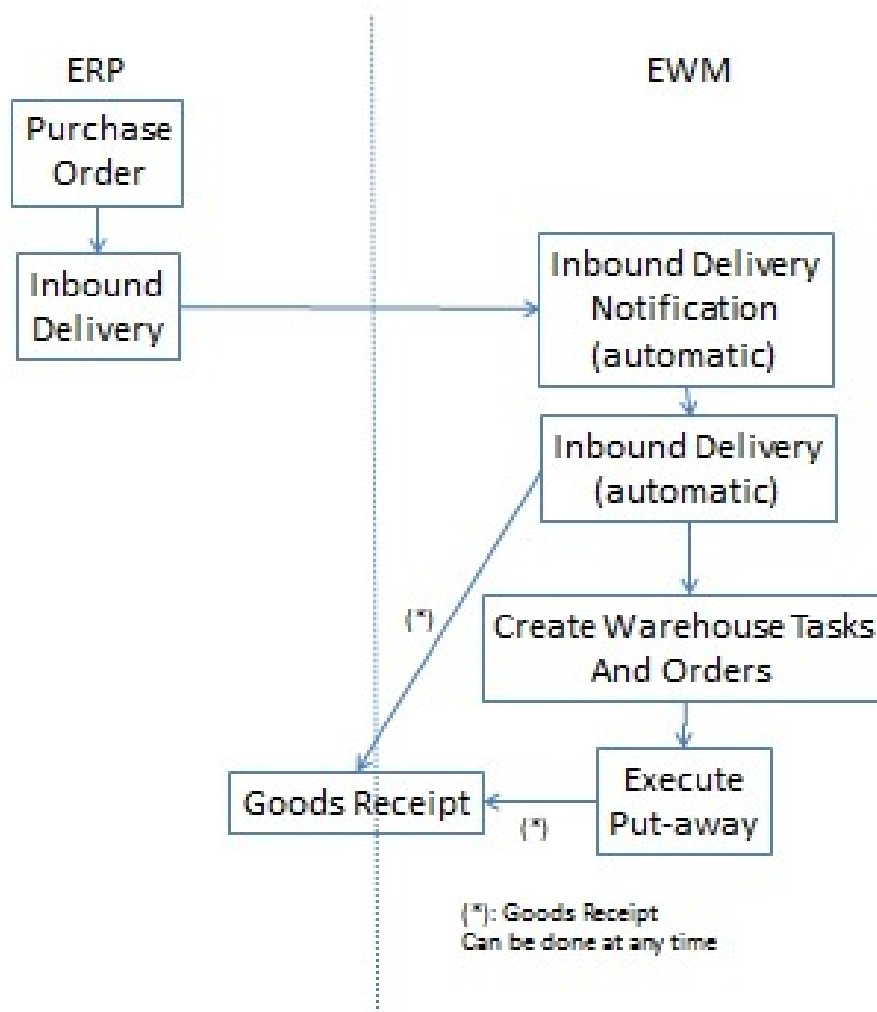 ERP
EWM
Purchase
Order
Inbound
Delivery
Inbound Delivery
Notification
(automatic)
Inbound Delivery
(automatic)
(*)
Create Warehouse Tasks
And Orders
Execute
Put-away
Goods Receipt
(*)
(*): Goods Receipt
Can be done at any time